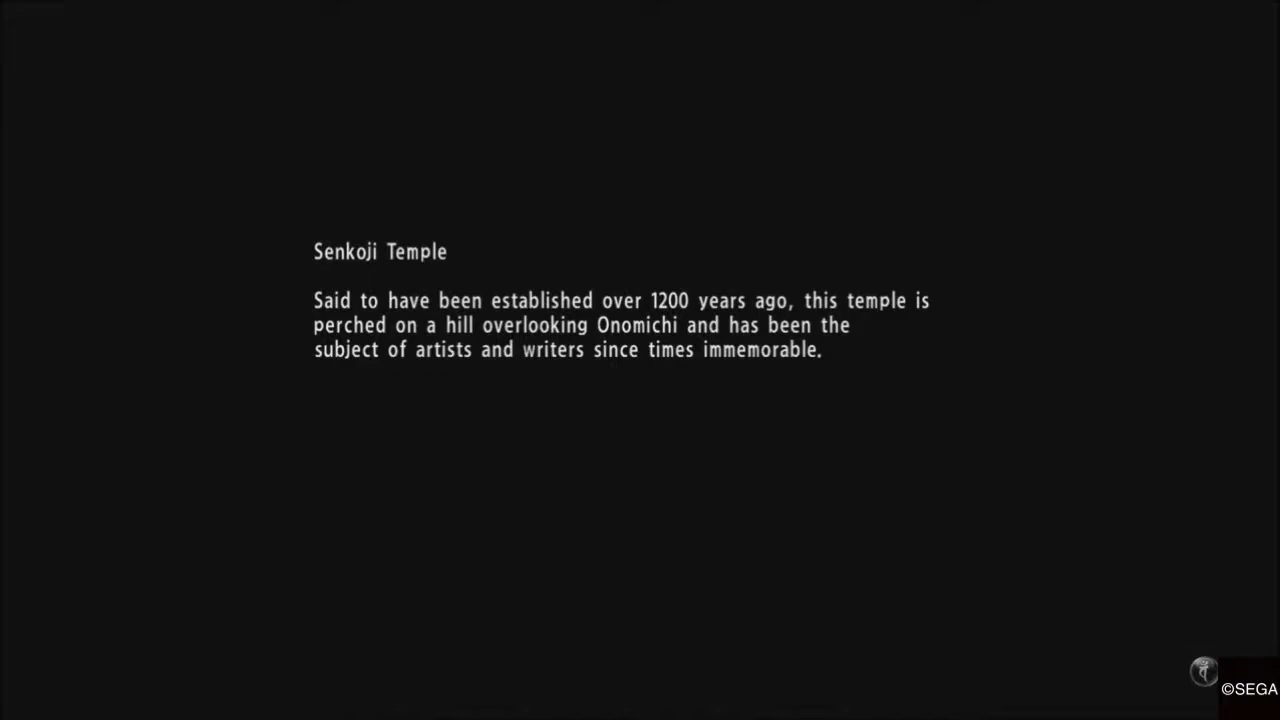 Senkoji Temple
Said to have been established over 1200 years ago, this temple is
perched on a hill overlooking Onomichi and has been the
subject of artists and writers since times immemorable.
©SEGA